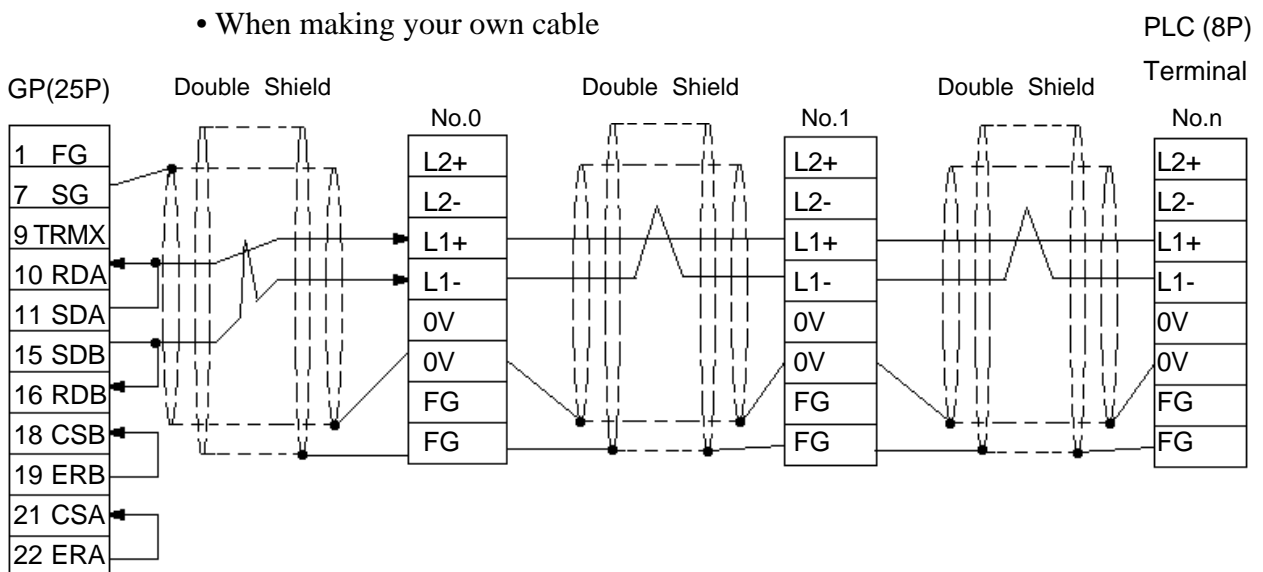 • When making your own cable
PLC (8P)
Terminal
GP(25P)
Double Shield
Double Shield
Double Shield
No.0
No.1
No.n
1 FG
7 SG
9 TRMX
10 RDA
11 SDA
15 SDB
16 RDB
18 CSB
19 ERB
21 CSA
22 ERA
L2+
L2-
L1+
L1-
0V
0V
FG
FG
L2+
L2-
L1+
L1-
0V
0V
FG
FG
L2+
L2-
L1+
L1-
0V
0V
FG
FG